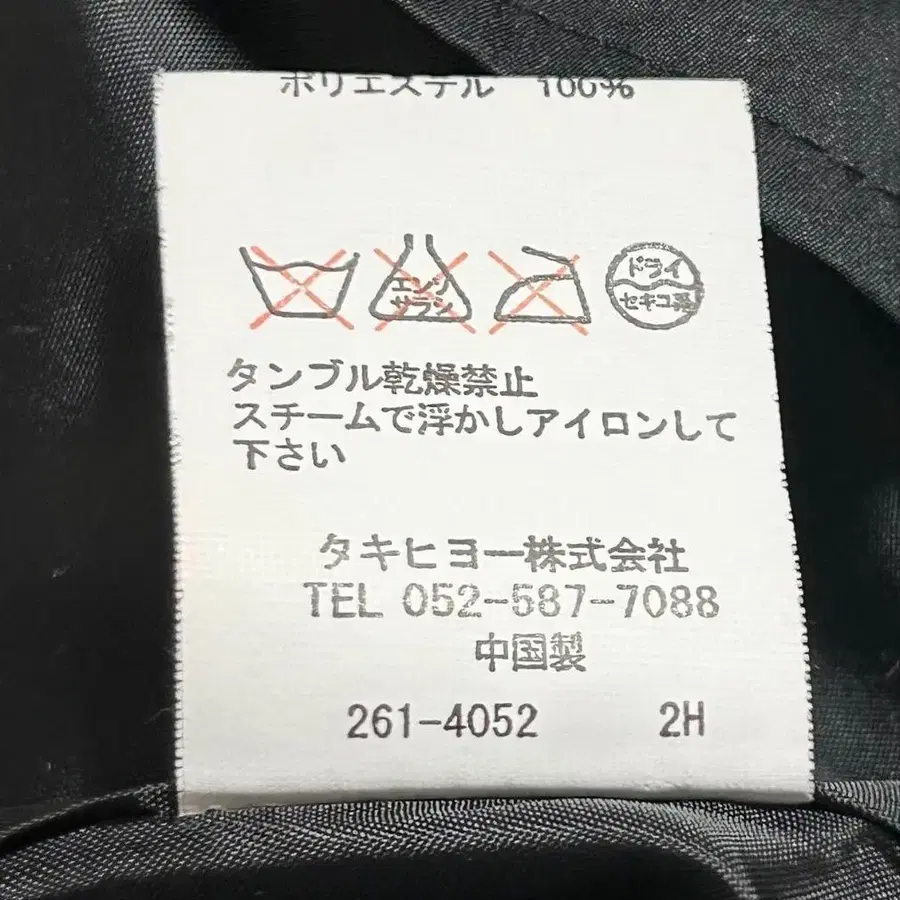 ポリエステル 100%
エンソ
サラシ
ドライ
セキユ系
タンブル乾燥禁止
スチームで浮かしアイロンして
下さい
タキヒヨー株式会社
TEL 052-587-7088
中国製
261-4052 2H